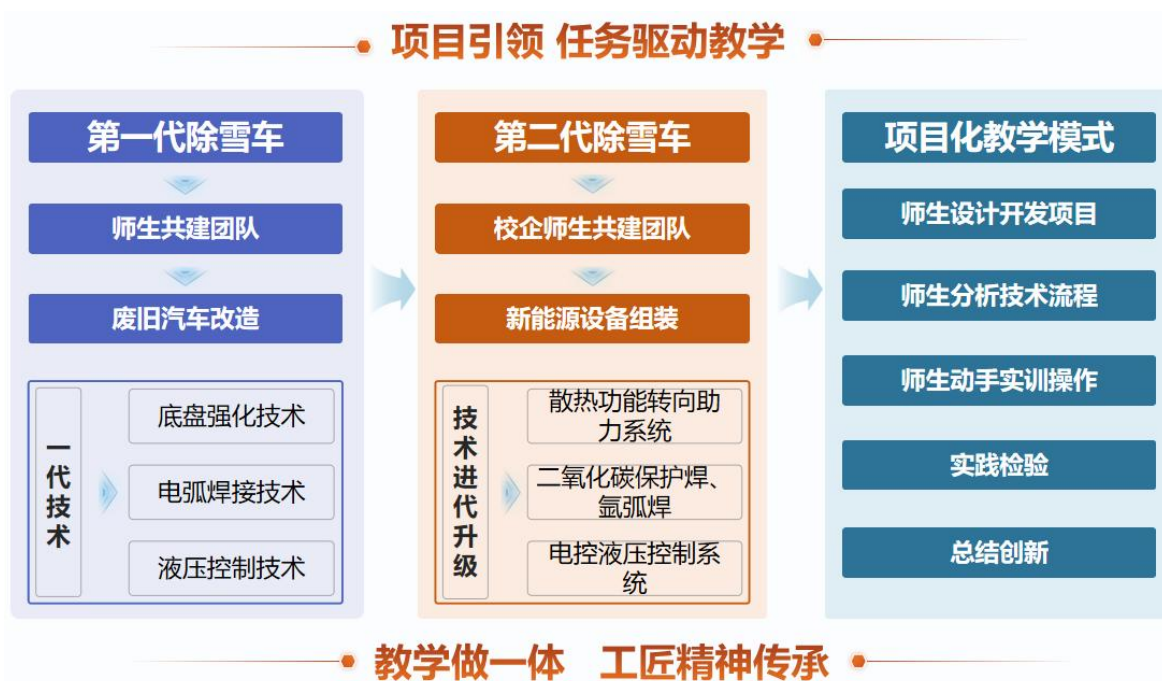 项目引领 任务驱动教学
第一代除雪车
师生共建团队
废旧汽车改造
一代技术
底盘强化技术
电弧焊接技术
液压控制技术
第二代除雪车
校企师生共建团队
新能源设备组装
技术进代升级
散热功能转向助
力系统
二氧化碳保护焊、
氩弧焊
电控液压控制系
统
项目化教学模式
师生设计开发项目
师生分析技术流程
师生动手实训操作
实践检验
总结创新
教学做一体 工匠精神传承